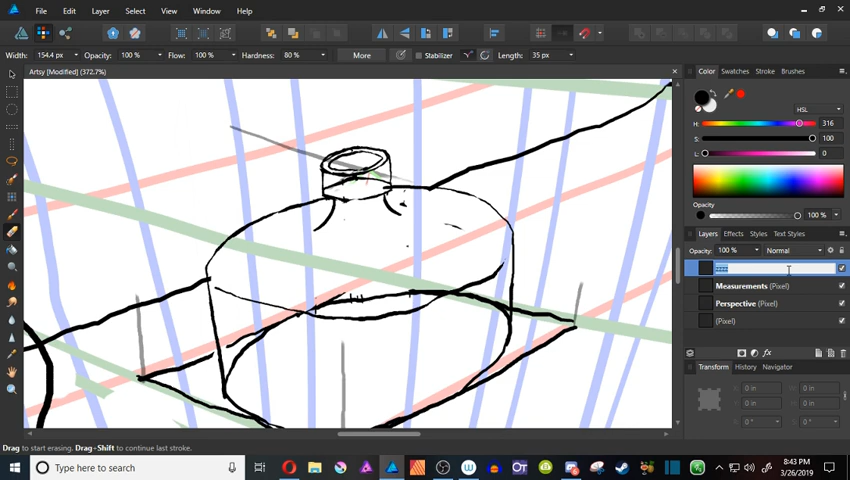 File Edit Text Layer Select Arrange View Window Help
Width: 154.4 px Opacity: 100 % Flow: 100 % Hardness: 80 % More Stabilizer Length: 35 px
Artsy [Modified] (372.7%)
Color Swatches Stroke Brushes
HSL
H: 316
S: 100
L: 0
Opacity
100 %
Layers Effects Styles Text Styles
Opacity: 100 % Normal
Measurements (Pixel)
Perspective (Pixel)
(Pixel)
Transform History Navigator
X: 0 in W: 0 in
Y: 0 in H: 0 in
0 ° 0 °
Drag to start erasing. Drag+Shift to continue last stroke.
Type here to search
8:43 PM
3/26/2019